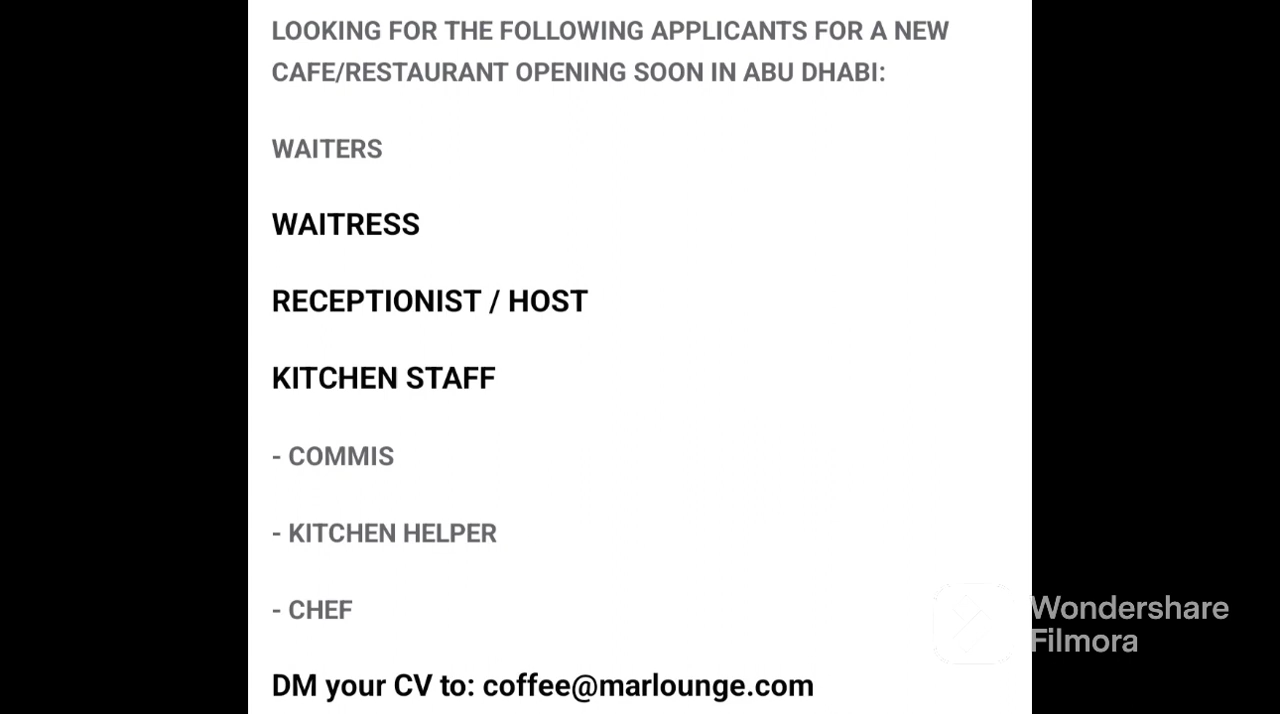 LOOKING FOR THE FOLLOWING APPLICANTS FOR A NEW
CAFE/RESTAURANT OPENING SOON IN ABU DHABI:
WAITERS
WAITRESS
RECEPTIONIST / HOST
KITCHEN STAFF
- COMMIS
- KITCHEN HELPER
- CHEF
Wondershare
Filmora
DM your CV to: coffee@marlounge.com